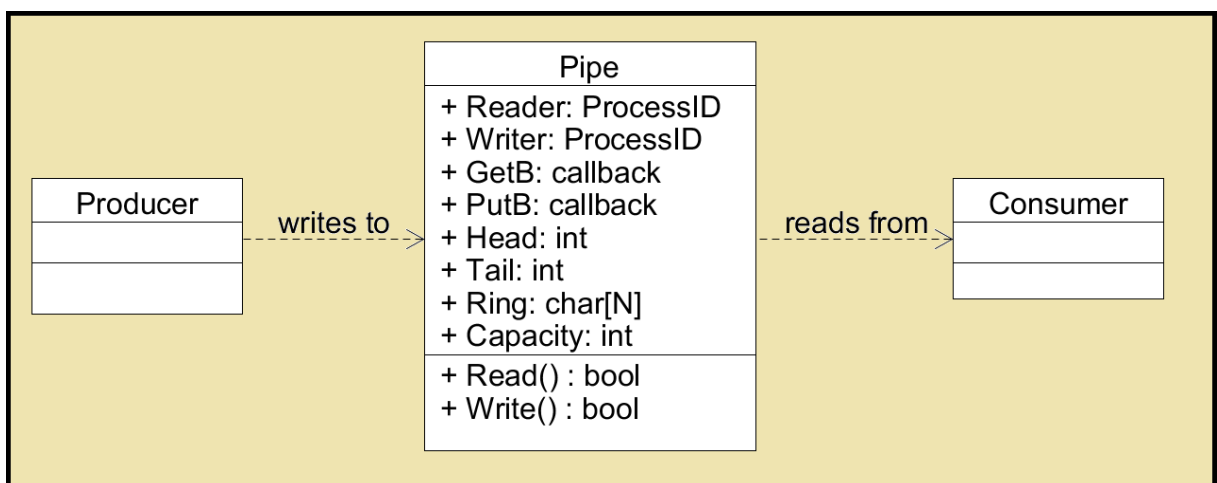 Producer
writes to
Pipe
+ Reader: ProcessID
+ Writer: ProcessID
+ GetB: callback
+ PutB: callback
+ Head: int
+ Tail: int
+ Ring: char[N]
+ Capacity: int
+ Read() : bool
+ Write() : bool
reads from
Consumer